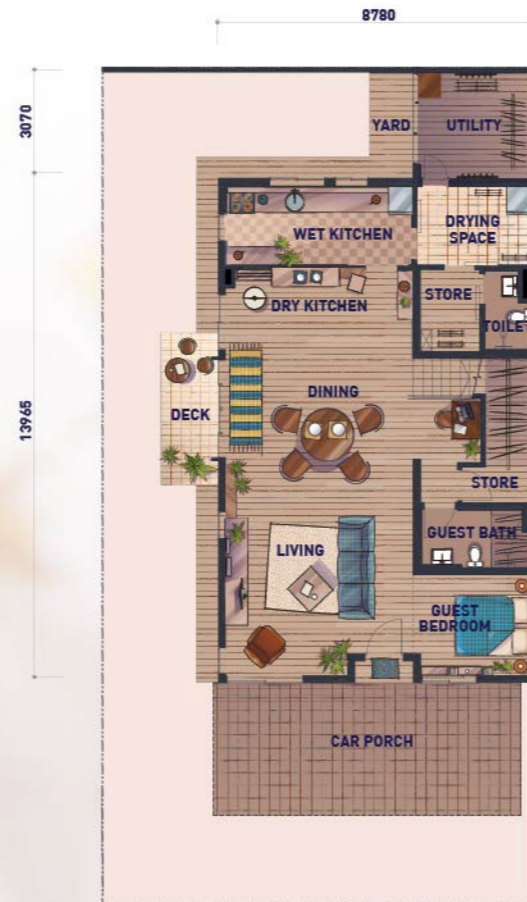 8780
3070
YARD
UTILITY
WET KITCHEN
DRYING
SPACE
DRY KITCHEN
STORE
TOILET
13965
DECK
DINING
STORE
GUEST BATH
LIVING
GUEST
BEDROOM
CAR PORCH